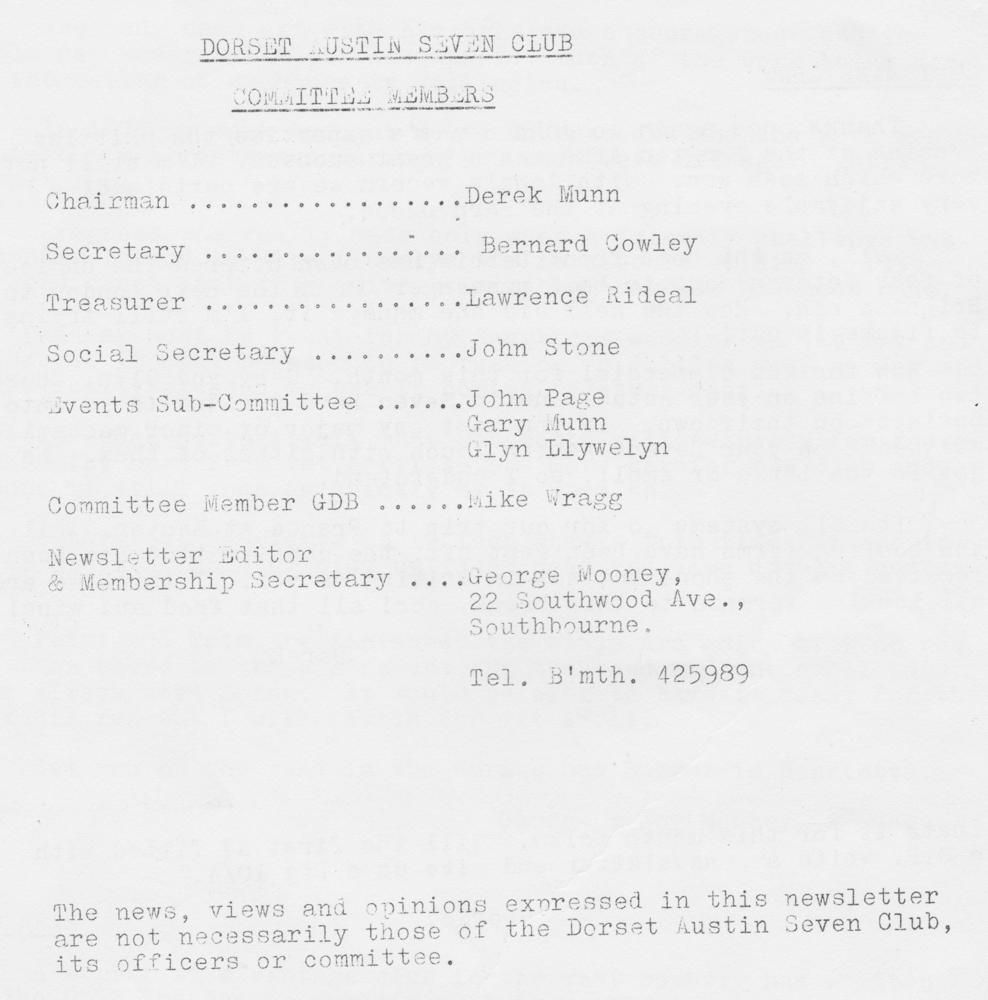 DORSET AUSTIN SEVEN CLUB
COMMITTEE MEMBERS
Chairman ..................Derek Munn
Secretary ................. Bernard Cowley
Treasurer .................Lawrence Rideal
Social Secretary ..........John Stone
Events Sub-Committee ......John Page
Gary Munn
Glyn Llywelyn
Committee Member GDB ......Mike Wragg
Newsletter Editor
& Membership Secretary ....George Mooney,
22 Southwood Ave.,
Southbourne.
Tel. B'mth. 425989
The news, views and opinions expressed in this newsletter
are not necessarily those of the Dorset Austin Seven Club,
its officers or committee.